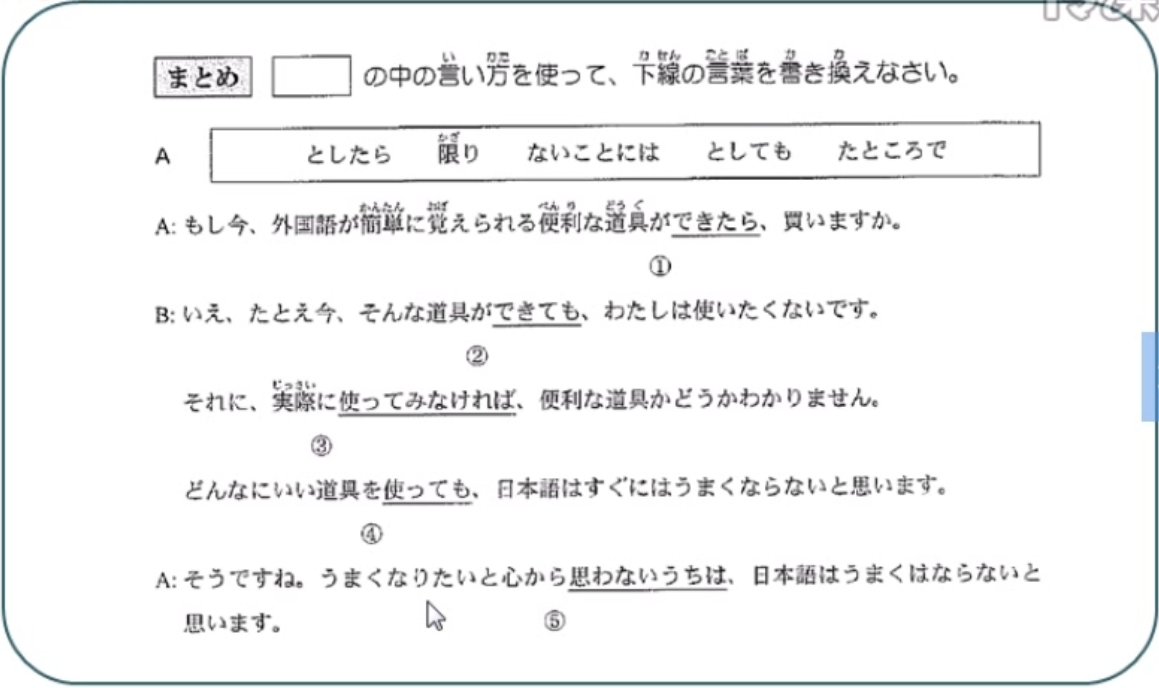 まとめ の中の言い方を使って、下線の言葉を書き換えなさい。
A としたら 限り ないことには としても たところで
A: もし今、外国語が簡単に覚えられる便利な道具ができたら、買いますか。
①
B: いえ、たとえ今、そんな道具ができても、わたしは使いたくないです。
②
それに、実際に使ってみなければ、便利な道具かどうかわかりません。
③
どんなにいい道具を使っても、日本語はすぐにはうまくならないと思います。
④
A: そうですね。うまくなりたいと心から思わないうちは、日本語はうまくはならないと
思います。
⑤